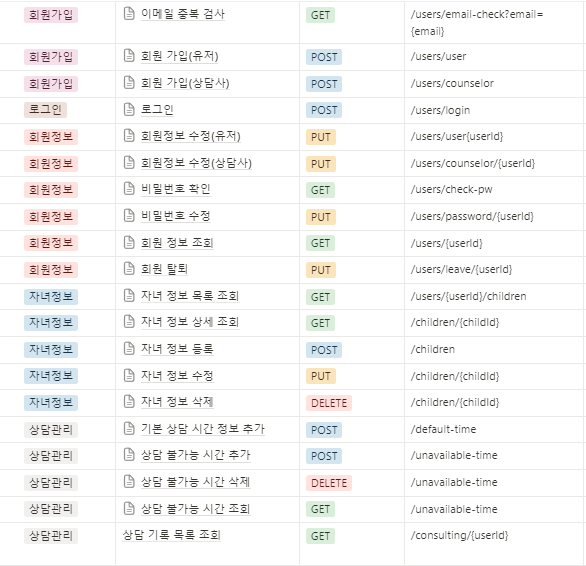 회원가입 이메일 중복 검사 GET /users/email-check?email=
{email}
회원가입 회원 가입(유저) POST /users/user
회원가입 회원 가입(상담사) POST /users/counselor
로그인 로그인 POST /users/login
회원정보 회원정보 수정(유저) PUT /users/user{userId}
회원정보 회원정보 수정(상담사) PUT /users/counselor/{userId}
회원정보 비밀번호 확인 GET /users/check-pw
회원정보 비밀번호 수정 PUT /users/password/{userId}
회원정보 회원 정보 조회 GET /users/{userId}
회원정보 회원 탈퇴 PUT /users/leave/{userId}
자녀정보 자녀 정보 목록 조회 GET /users/{userId}/children
자녀정보 자녀 정보 상세 조회 GET /children/{childId}
자녀정보 자녀 정보 등록 POST /children
자녀정보 자녀 정보 수정 PUT /children/{childId}
자녀정보 자녀 정보 삭제 DELETE /children/{childId}
상담관리 기본 상담 시간 정보 추가 POST /default-time
상담관리 상담 불가능 시간 추가 POST /unavailable-time
상담관리 상담 불가능 시간 삭제 DELETE /unavailable-time
상담관리 상담 불가능 시간 조회 GET /unavailable-time
상담관리 상담 기록 목록 조회 GET /consulting/{userId}